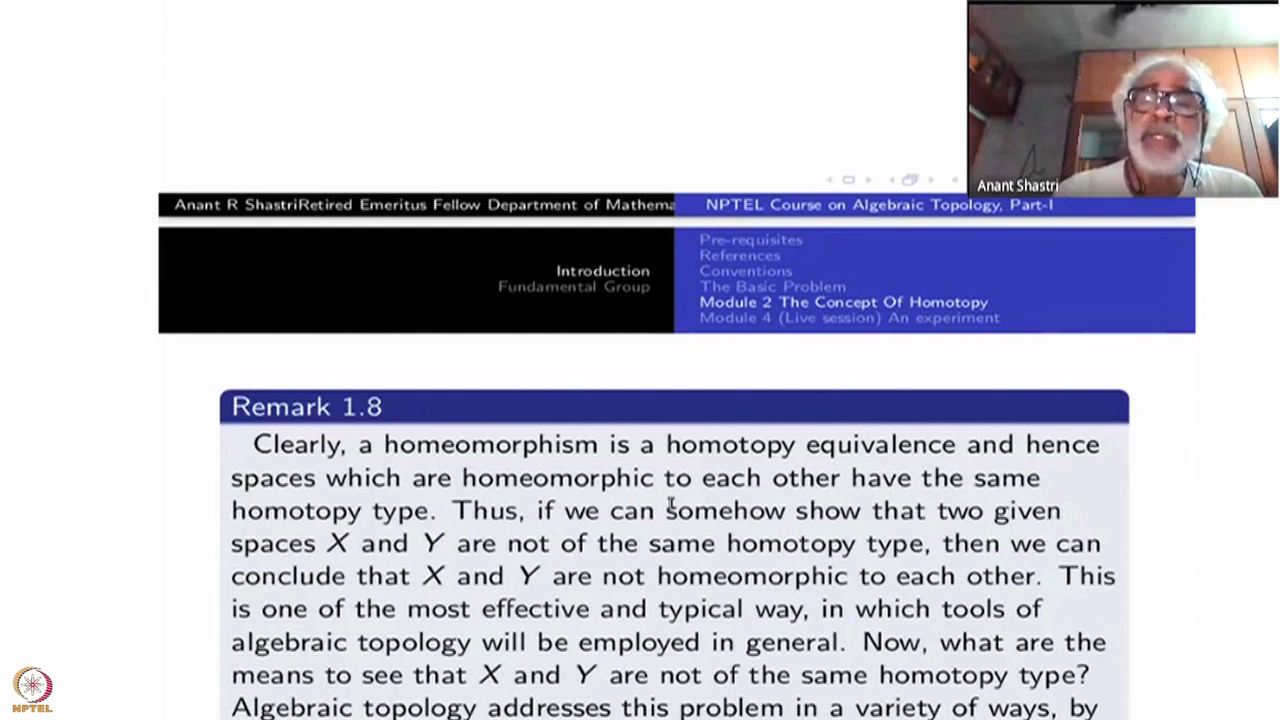 Anant Shastri
Anant R ShastriRetired Emeritus Fellow Department of Mathema
NPTEL Course on Algebraic Topology, Part-I
Introduction
Fundamental Group
Pre-requisites
References
Conventions
The Basic Problem
Module 2 The Concept Of Homotopy
Module 4 (Live session) An experiment
Remark 1.8
Clearly, a homeomorphism is a homotopy equivalence and hence
spaces which are homeomorphic to each other have the same
homotopy type. Thus, if we can somehow show that two given
spaces X and Y are not of the same homotopy type, then we can
conclude that X and Y are not homeomorphic to each other. This
is one of the most effective and typical way, in which tools of
algebraic topology will be employed in general. Now, what are the
means to see that X and Y are not of the same homotopy type?
Algebraic topology addresses this problem in a variety of ways, by
NPTEL